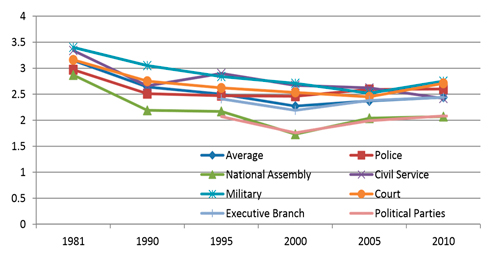 4
3.5
3
2.5
2
1.5
1
0.5
0
Average Police
National Assembly Civil Service
Military Court
Executive Branch Political Parties
1981 1990 1995 2000 2005 2010